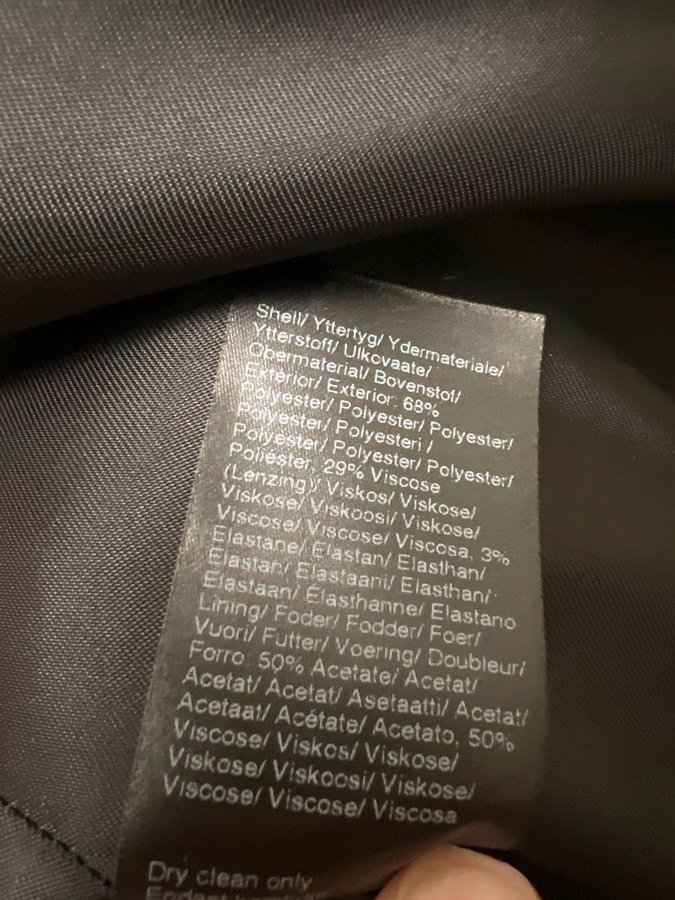 Shell/ Yttertyg/ Ydermateriale/
Ytterstoff/ Ulkovaate/
Obermaterial/ Bovenstof/
Exterior/ Exterior: 68%
Polyester/ Polyester/ Polyester/
Polyester/ Polyesteri /
Polyester/ Polyester/ Polyester/
Poliéster, 29% Viscose
(Lenzing)/ Viskos/ Viskose/
Viskose/ Viskoosi/ Viskose/
Viscose/ Viscose/ Viscosa, 3%
Elastane/ Elastan/ Elasthan/
Elastan/ Elastaani/ Elasthan/
Elastaan/ Elasthanne/ Elastano
Lining/ Foder/ Fodder/ Foer/
Vuori/ Futter/ Voering/ Doubleur/
Forro: 50% Acetate/ Acetat/
Acetat/ Acetat/ Asetaatti/ Acetat/
Acetaat/ Acétate/ Acetato, 50%
Viscose/ Viskos/ Viskose/
Viskose/ Viskoosi/ Viskose/
Viscose/ Viscose/ Viscosa
Dry clean only